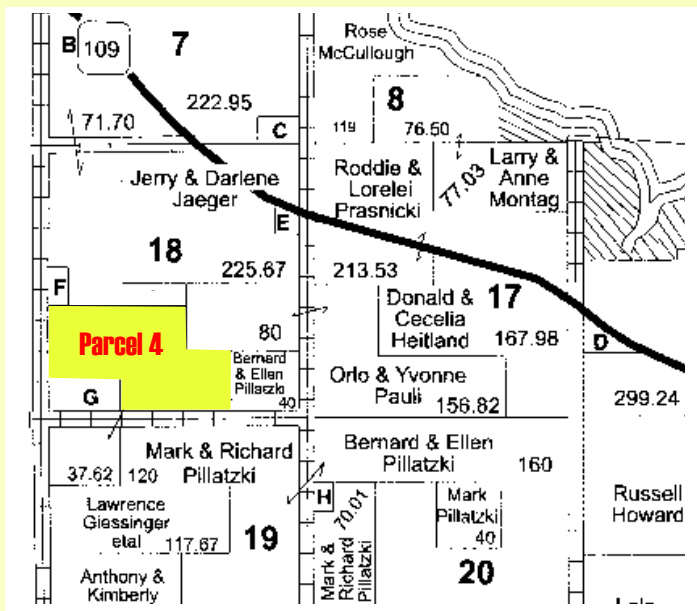 Rose
McCullough
B
109
7
222.95
8
71.70
C
119
76.50
Jerry & Darlene
Jaeger
Roddie &
Lorelei
Prasnicki
77.03
Larry &
Anne
Montag
E
18
225.67
213.53
17
F
Donald &
Cecelia
Heitland
167.98
D
Parcel 4
80
Bernard
& Ellen
Pillatzki
40
G
Orlo & Yvonne
Pauli
156.82
299.24
Mark & Richard
Pillatzki
37.62
120
Bernard & Ellen
Pillatzki
160
Lawrence
Giessinger
etal
117.67
19
H
70.01
Mark &
Richard
Pillatzki
Mark
Pillatzki
40
20
Russell
Howard
Anthony &
Kimberly